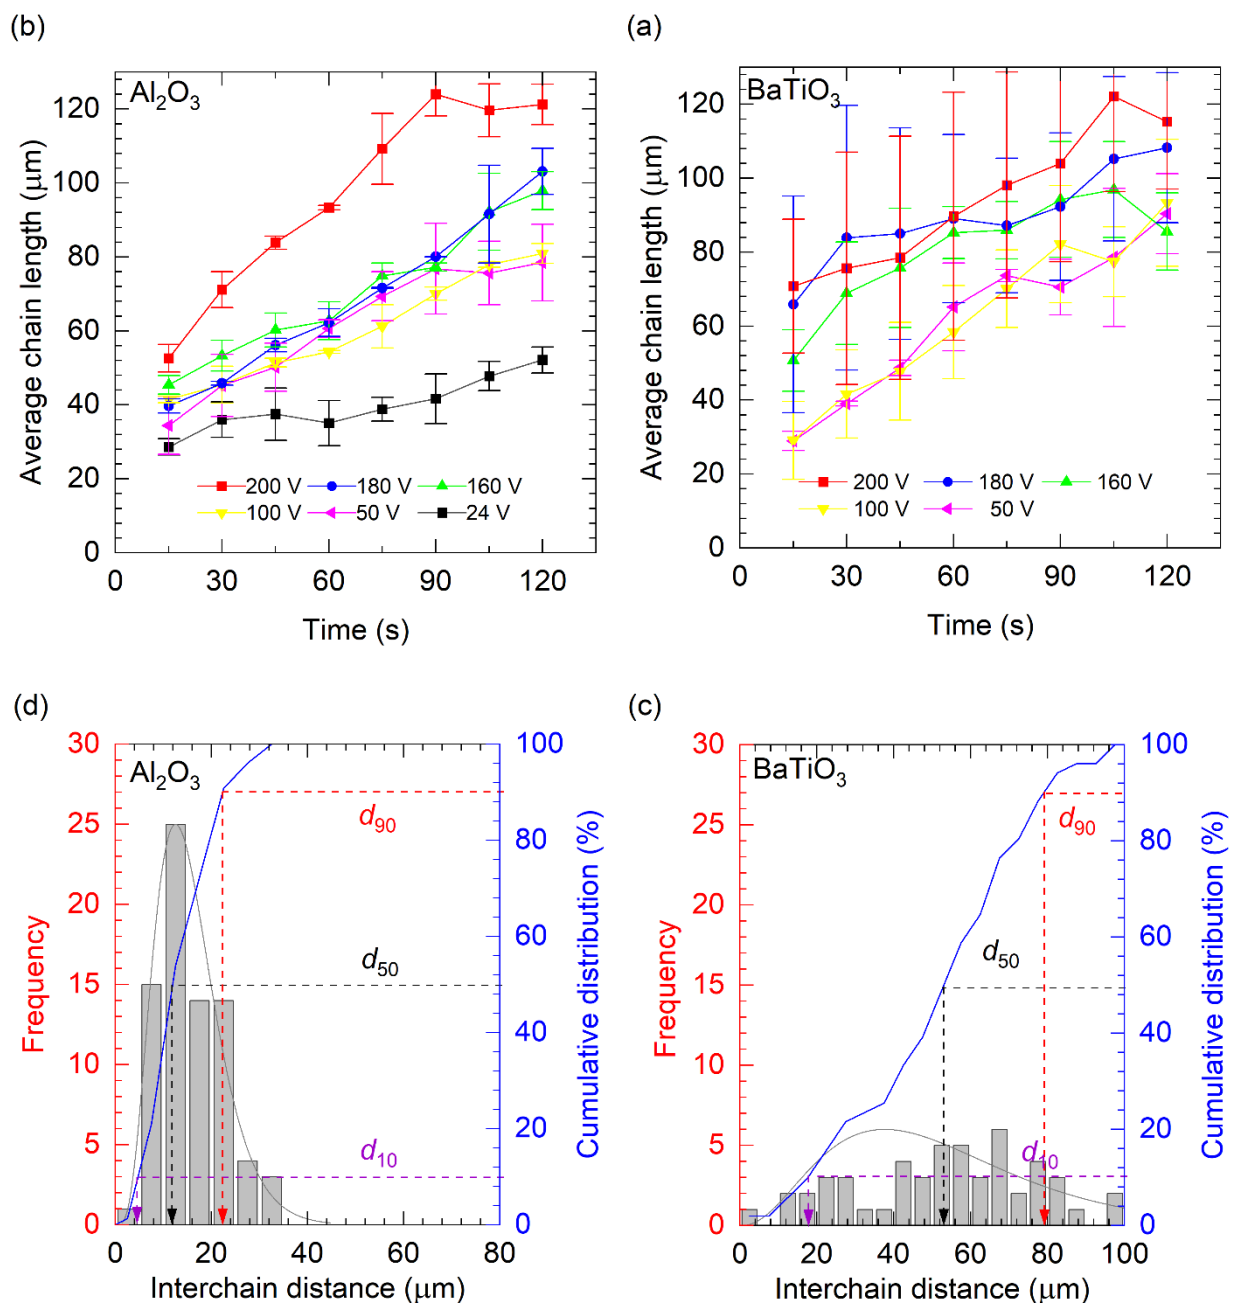 (b)
Al₂O₃
Average chain length (μm)
120
100
80
60
40
20
0
200 V 180 V 160 V
100 V 50 V 24 V
0 30 60 90 120
Time (s)
(a)
BaTiO₃
Average chain length (μm)
120
100
80
60
40
20
0
200 V 180 V 160 V
100 V 50 V
0 30 60 90 120
Time (s)
(d)
Al₂O₃
Frequency
30
25
20
15
10
5
0
d₉₀
d₅₀
d₁₀
100
80
60
40
20
0
Cumulative distribution (%)
0 20 40 60 80
Interchain distance (μm)
(c)
BaTiO₃
Frequency
30
25
20
15
10
5
0
d₉₀
d₅₀
d₁₀
100
80
60
40
20
0
Cumulative distribution (%)
0 20 40 60 80 100
Interchain distance (μm)